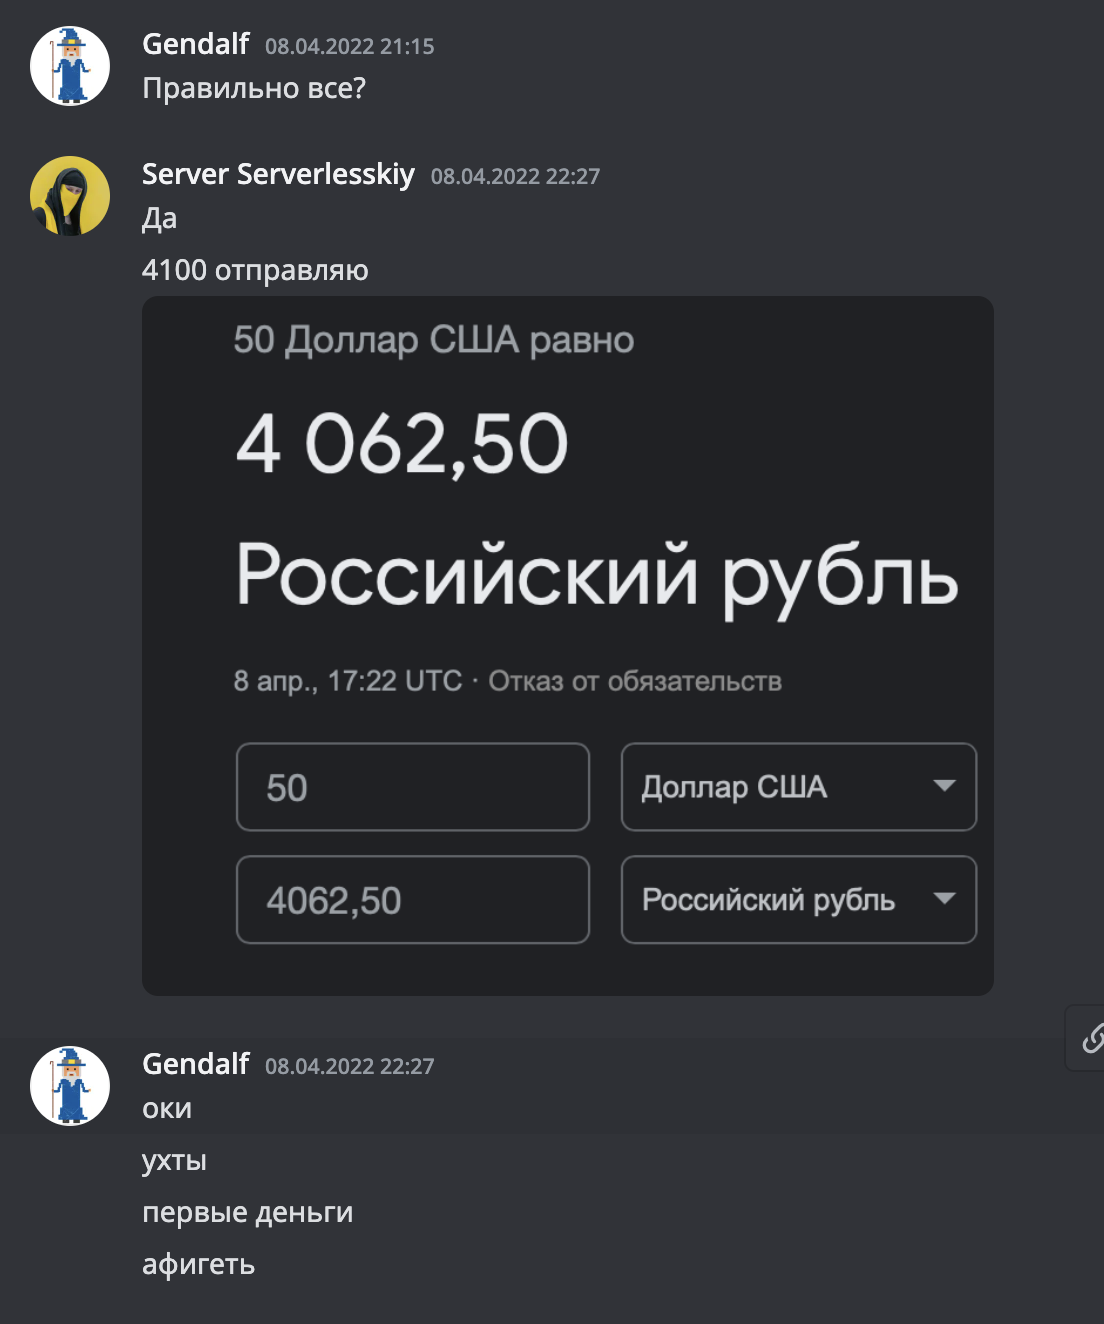 Gendalf 08.04.2022 21:15
Правильно все?
Server Serverlesskiy 08.04.2022 22:27
Да
4100 отправляю
50 Доллар США равно
4 062,50
Российский рубль
8 апр., 17:22 UTC · Отказ от обязательств
50 Доллар США
4062,50 Российский рубль
Gendalf 08.04.2022 22:27
оки
ухты
первые деньги
афигеть